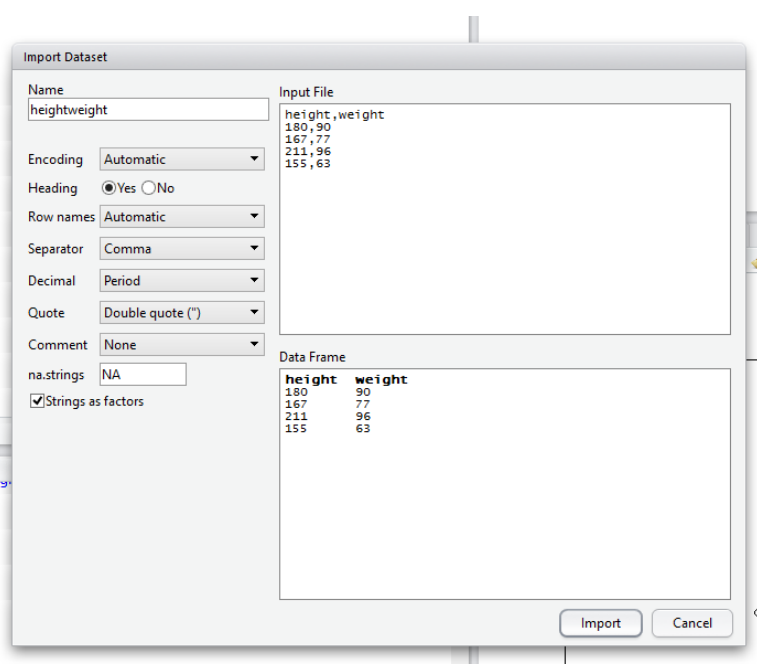 Import Dataset
Name
heightweight
Encoding Automatic
Heading Yes No
Row names Automatic
Separator Comma
Decimal Period
Quote Double quote (")
Comment None
na.strings NA
Strings as factors
Input File
height,weight
180,90
167,77
211,96
155,63
Data Frame
height weight
180 90
167 77
211 96
155 63
Import Cancel